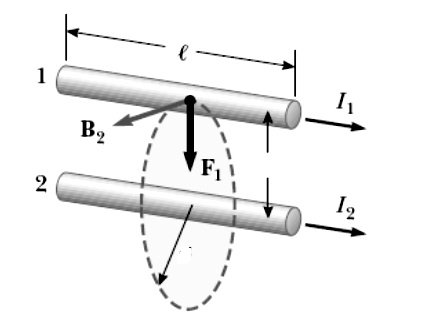 ℓ
1
I₁
B₂
F₁
2
I₂